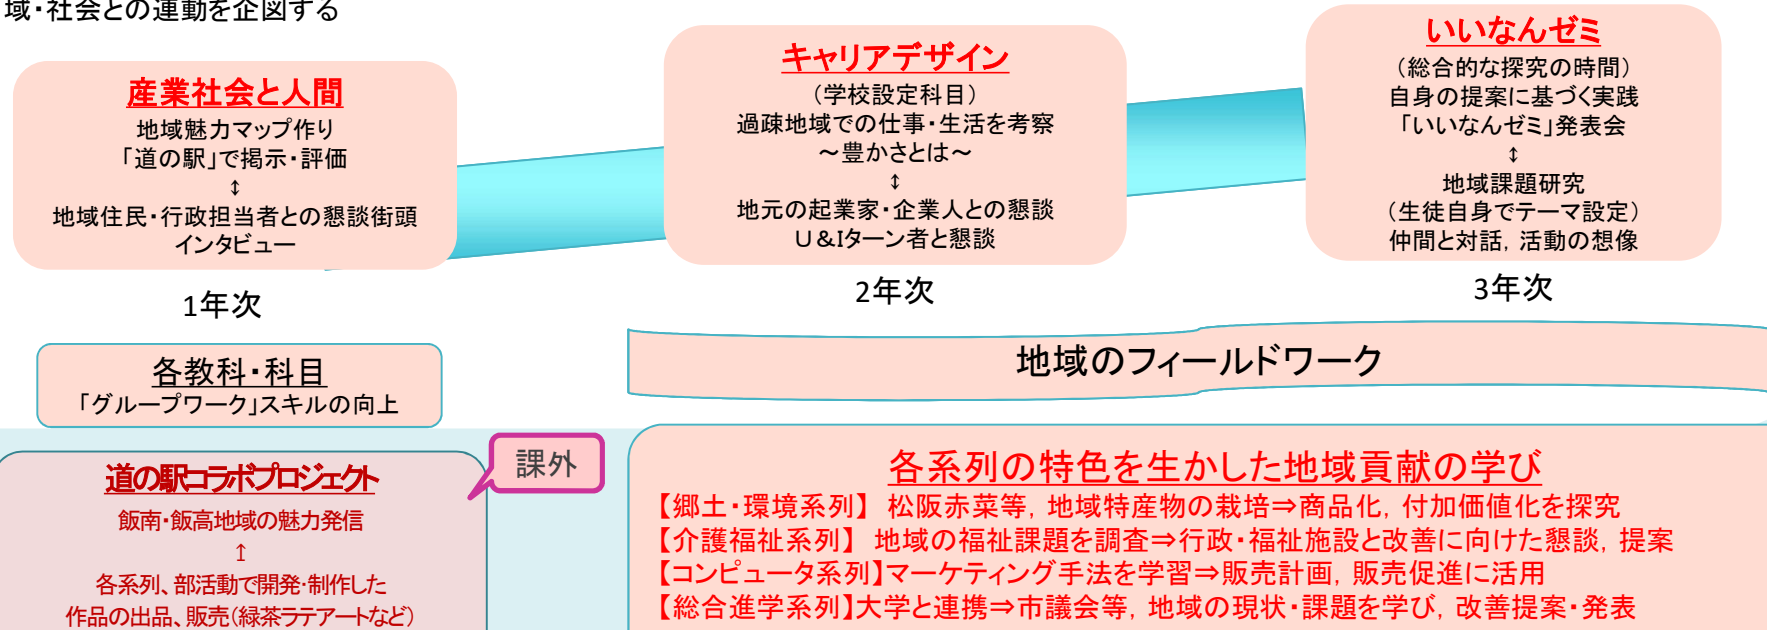 域・社会との連動を企図する
産業社会と人間
地域魅力マップ作り
「道の駅」で掲示・評価
↕
地域住民・行政担当者との懇談街頭
インタビュー
1年次
キャリアデザイン
（学校設定科目）
過疎地域での仕事・生活を考察
～豊かさとは～
↕
地元の起業家・企業人との懇談
U&Iターン者と懇談
2年次
いいなんゼミ
（総合的な探究の時間）
自身の提案に基づく実践
「いいなんゼミ」発表会
↕
地域課題研究
（生徒自身でテーマ設定）
仲間と対話，活動の想像
3年次
各教科・科目
「グループワーク」スキルの向上
地域のフィールドワーク
道の駅コラボプロジェクト
飯南・飯高地域の魅力発信
↕
各系列、部活動で開発・制作した
作品の出品、販売（緑茶ラテアートなど）
課外
各系列の特色を生かした地域貢献の学び
【郷土・環境系列】 松阪赤菜等，地域特産物の栽培⇒商品化，付加価値化を探究
【介護福祉系列】 地域の福祉課題を調査⇒行政・福祉施設と改善に向けた懇談，提案
【コンピュータ系列】マーケティング手法を学習⇒販売計画，販売促進に活用
【総合進学系列】大学と連携⇒市議会等，地域の現状・課題を学び，改善提案・発表